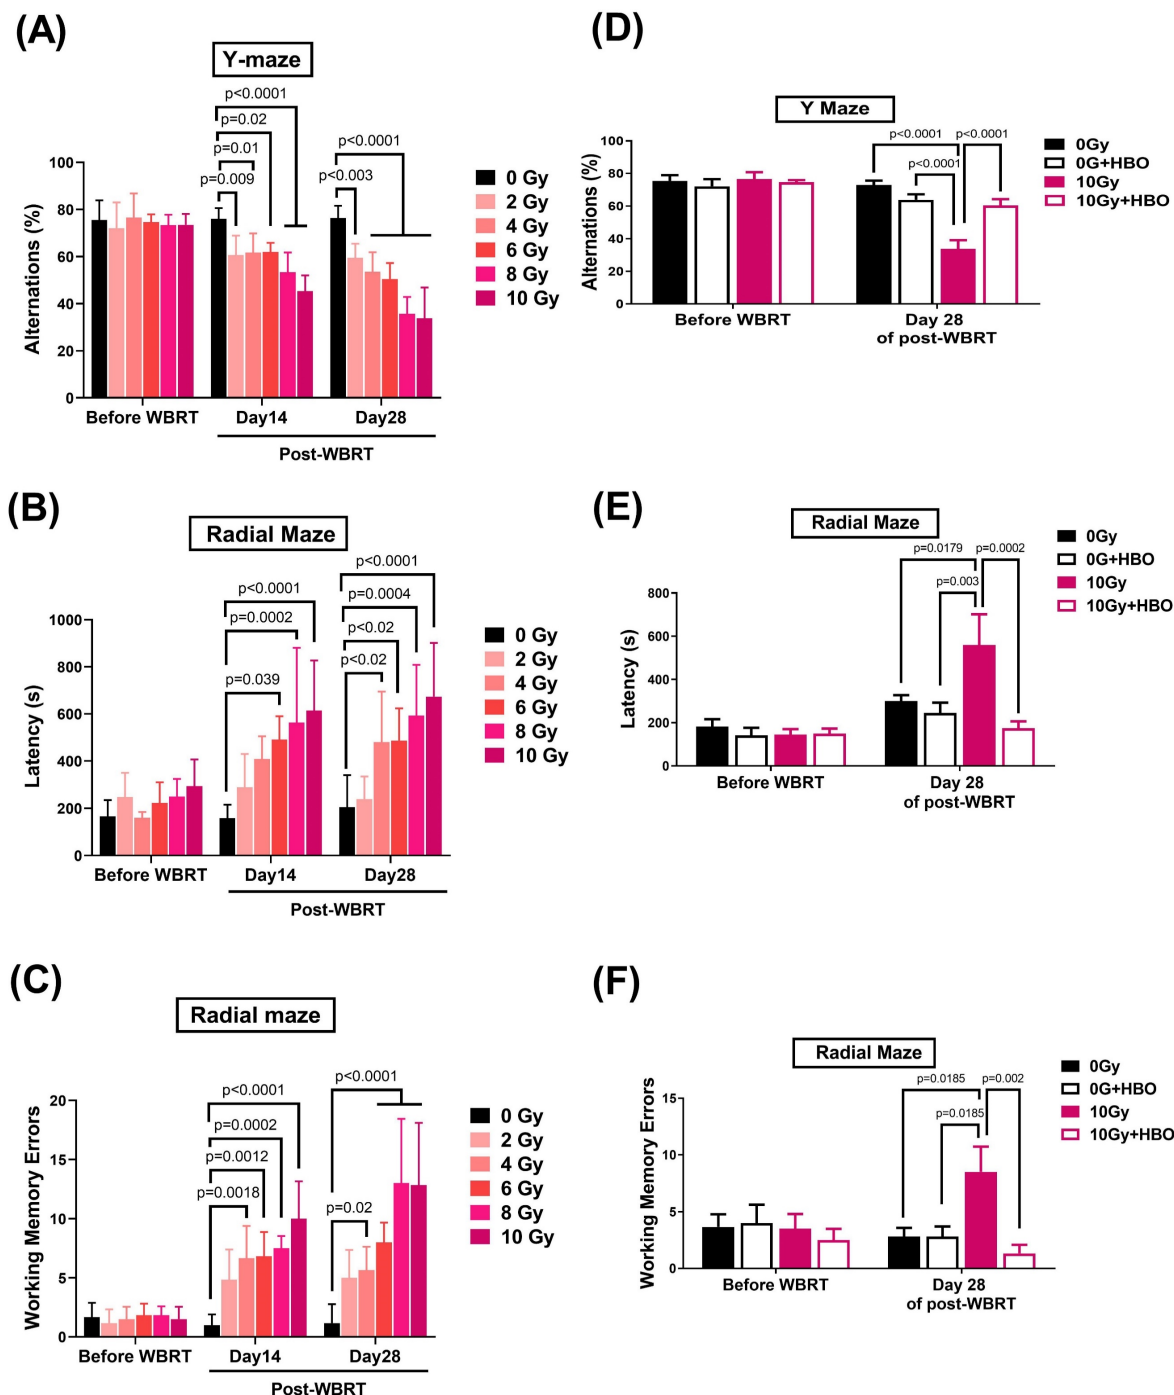 (A)
Y-maze
p<0.0001
p=0.02
p=0.01
p=0.009
p<0.0001
p<0.003
Alternations (%)
100
80
60
40
20
0
Before WBRT
Day14
Day28
Post-WBRT
0 Gy
2 Gy
4 Gy
6 Gy
8 Gy
10 Gy
(D)
Y Maze
p<0.0001
p<0.0001
p<0.0001
Alternations (%)
100
80
60
40
20
0
Before WBRT
Day 28
of post-WBRT
0Gy
0G+HBO
10Gy
10Gy+HBO
(B)
Radial Maze
p<0.0001
p=0.0002
p=0.039
p<0.0001
p=0.0004
p<0.02
p<0.02
Latency (s)
1000
800
600
400
200
0
Before WBRT
Day14
Day28
Post-WBRT
0 Gy
2 Gy
4 Gy
6 Gy
8 Gy
10 Gy
(E)
Radial Maze
p=0.0179
p=0.0002
p=0.003
Latency (s)
800
600
400
200
0
Before WBRT
Day 28
of post-WBRT
0Gy
0G+HBO
10Gy
10Gy+HBO
(C)
Radial maze
p<0.0001
p=0.0002
p=0.0012
p=0.0018
p<0.0001
p=0.02
Working Memory Errors
20
15
10
5
0
Before WBRT
Day14
Day28
Post-WBRT
0 Gy
2 Gy
4 Gy
6 Gy
8 Gy
10 Gy
(F)
Radial Maze
p=0.0185
p=0.002
p=0.0185
Working Memory Errors
15
10
5
0
Before WBRT
Day 28
of post-WBRT
0Gy
0G+HBO
10Gy
10Gy+HBO